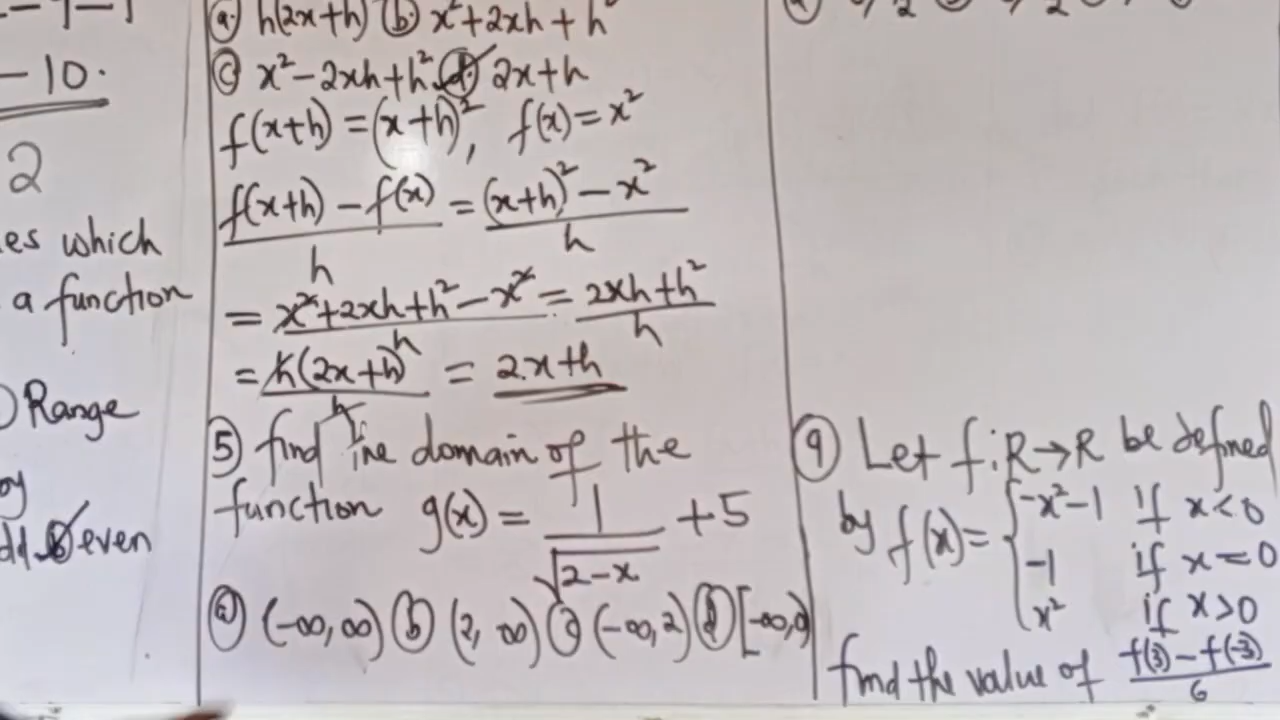 -10.
2
es which
a function
Range
even
(a) h(2x+h) (b) x²+2xh+h²
(c) x²-2xh+h² (d) 2x+h
f(x+h) = (x+h)², f(x) = x²
f(x+h) - f(x) / h = (x+h)² - x² / h
= x²+2xh+h²-x² / h = 2xh+h² / h
= h(2x+h) / h = 2x+h
(5) find the domain of the
function g(x) = 1 / √(2-x) + 5
(a) (-∞, ∞) (b) (2, ∞) (c) (-∞, 2) (d) [-∞, 
(9) Let f:R→R be defined
by f(x) = { -x²-1 if x<0
-1 if x=0
x² if x>0
find the value of f(3) - f(-3) / 6